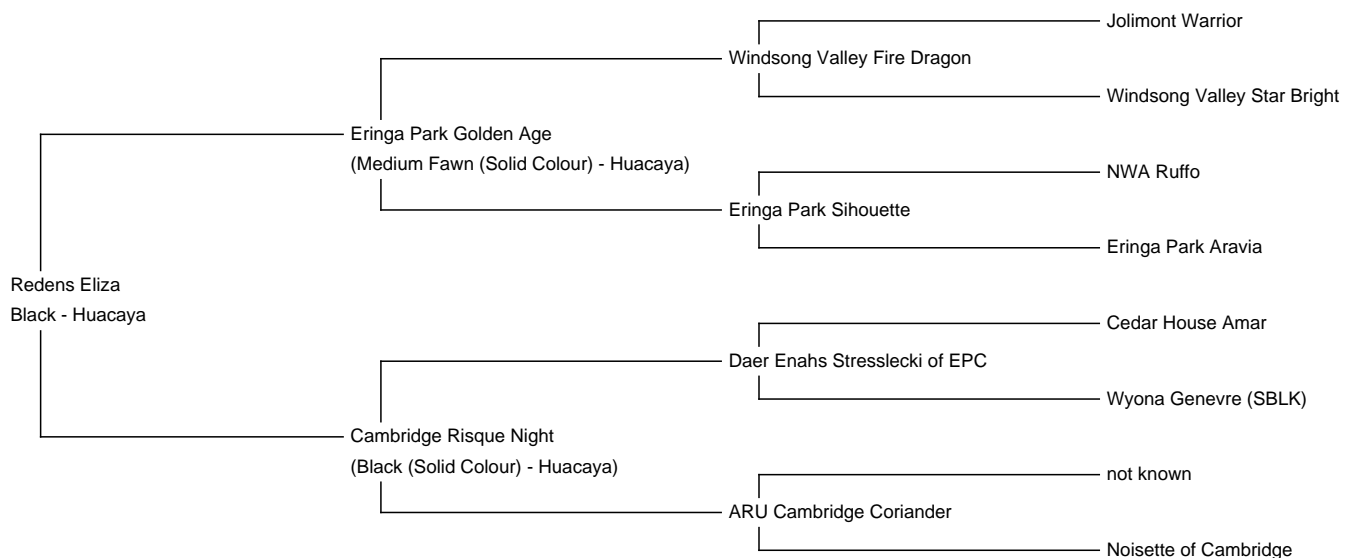 Jolimont Warrior
Windsong Valley Fire Dragon
Windsong Valley Star Bright
Eringa Park Golden Age
(Medium Fawn (Solid Colour) - Huacaya)
NWA Ruffo
Eringa Park Sihouette
Eringa Park Aravia
Redens Eliza
Black - Huacaya
Cedar House Amar
Daer Enahs Stresslecki of EPC
Wyona Genevre (SBLK)
Cambridge Risque Night
(Black (Solid Colour) - Huacaya)
not known
ARU Cambridge Coriander
Noisette of Cambridge